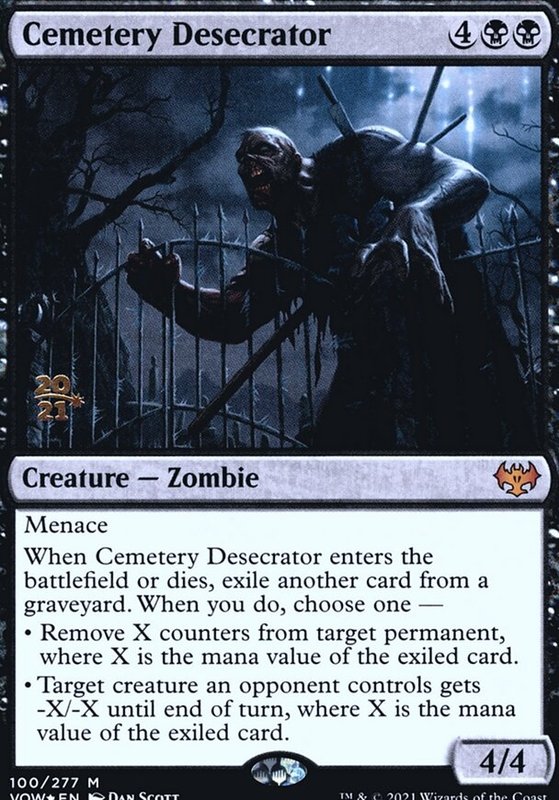 Cemetery Desecrator 4
20
21
Creature — Zombie
Menace
When Cemetery Desecrator enters the
battlefield or dies, exile another card from a
graveyard. When you do, choose one —
• Remove X counters from target permanent,
where X is the mana value of the exiled card.
• Target creature an opponent controls gets
-X/-X until end of turn, where X is the mana
value of the exiled card.
4/4
100/277 M
VOW★EN Dan Scott ™ & © 2021 Wizards of the Coast